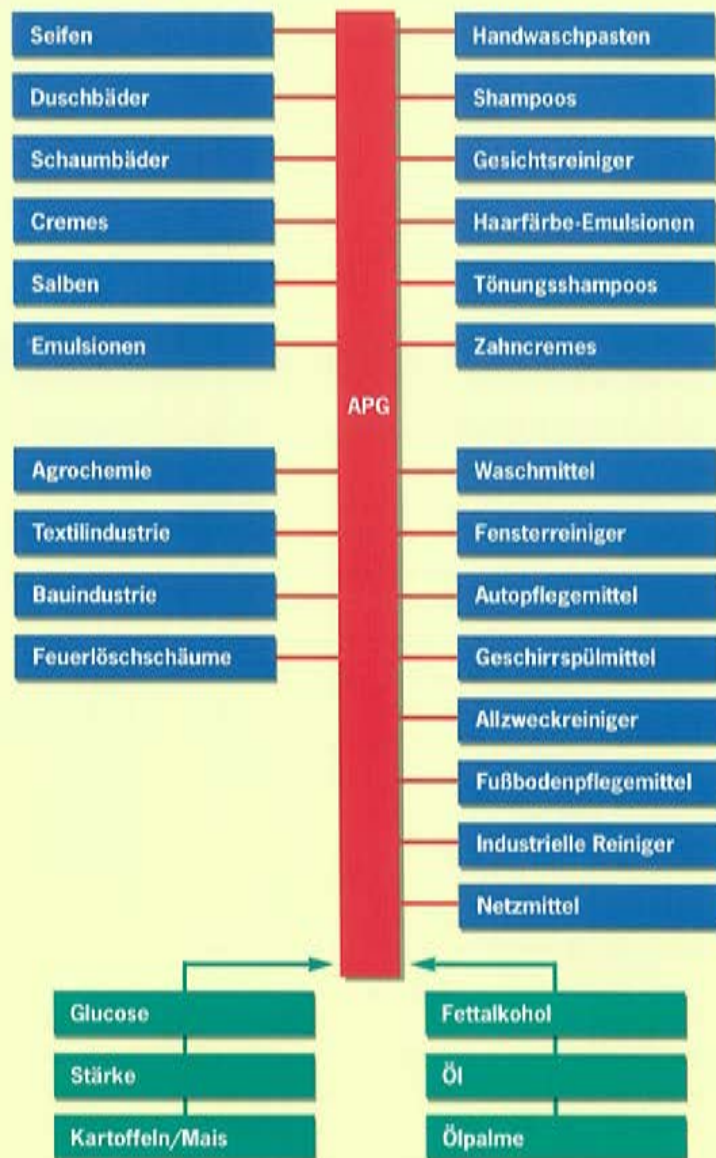 Seifen
Duschbäder
Schaumbäder
Cremes
Salben
Emulsionen
Handwaschpasten
Shampoos
Gesichtsreiniger
Haarfärbe-Emulsionen
Tönungsshampoos
Zahncremes
APG
Agrochemie
Textilindustrie
Bauindustrie
Feuerlöschschäume
Waschmittel
Fensterreiniger
Autopflegemittel
Geschirrspülmittel
Allzweckreiniger
Fußbodenpflegemittel
Industrielle Reiniger
Netzmittel
Glucose
Stärke
Kartoffeln/Mais
Fettalkohol
Öl
Ölpalme